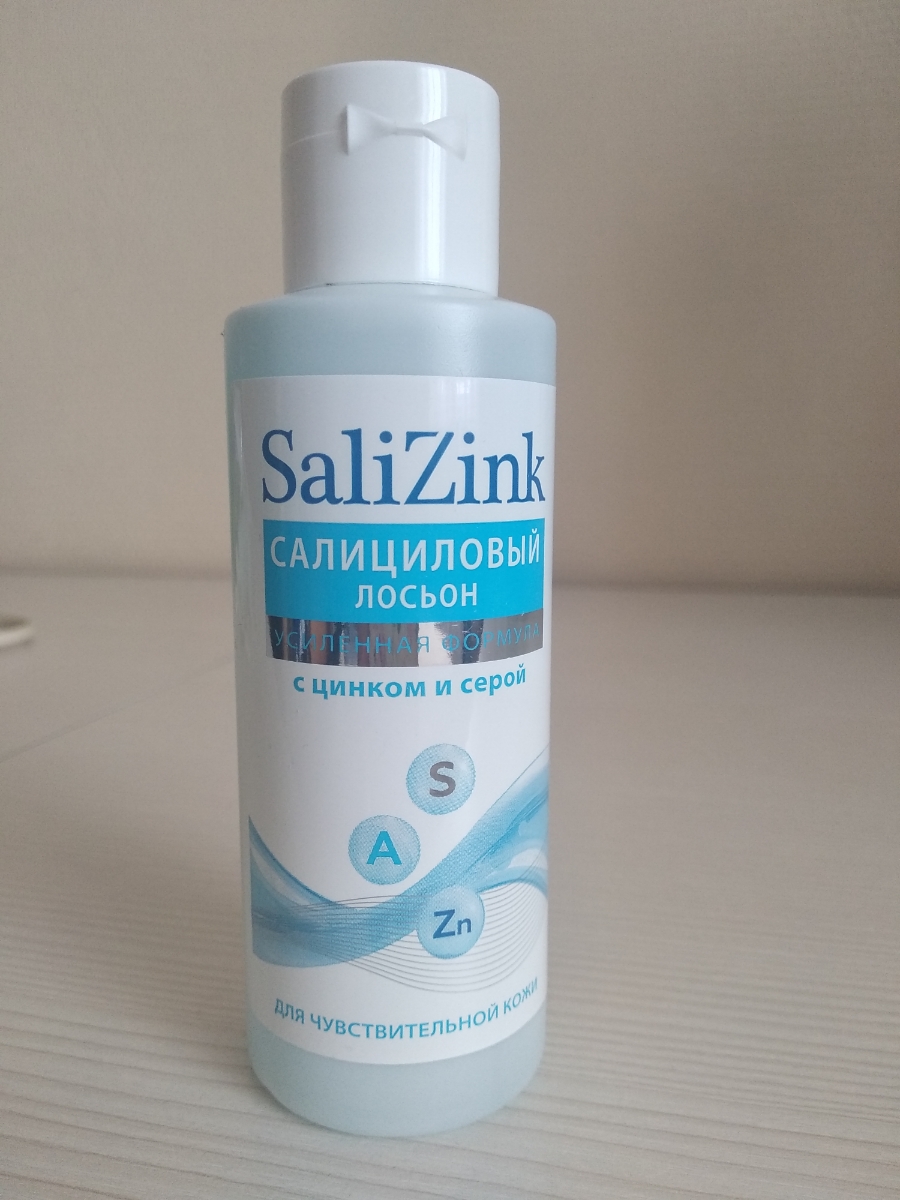 SaliZink
САЛИЦИЛОВЫЙ
ЛОСЬОН
УСИЛЕННАЯ ФОРМУЛА
с цинком и серой
S
A
Zn
ДЛЯ ЧУВСТВИТЕЛЬНОЙ КОЖИ